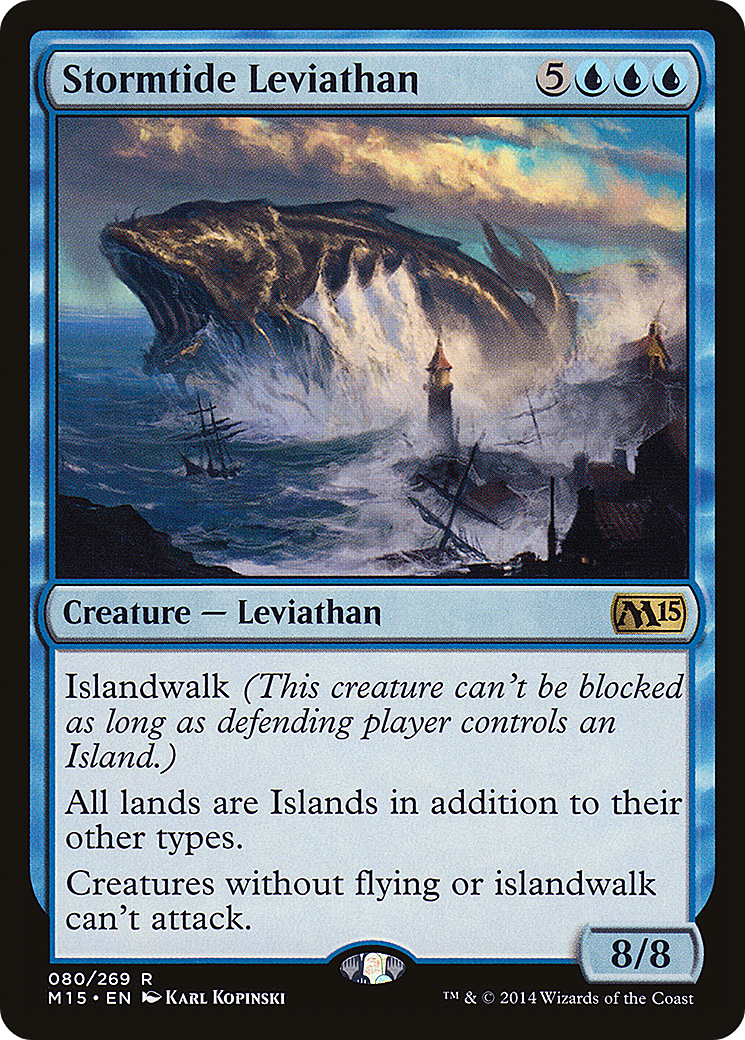 Stormtide Leviathan 5
Creature — Leviathan
M15
Islandwalk (This creature can't be blocked
as long as defending player controls an
Island.)
All lands are Islands in addition to their
other types.
Creatures without flying or islandwalk
can't attack.
8/8
080/269 R
M15 • EN Karl Kopinski
™ & © 2014 Wizards of the Coast